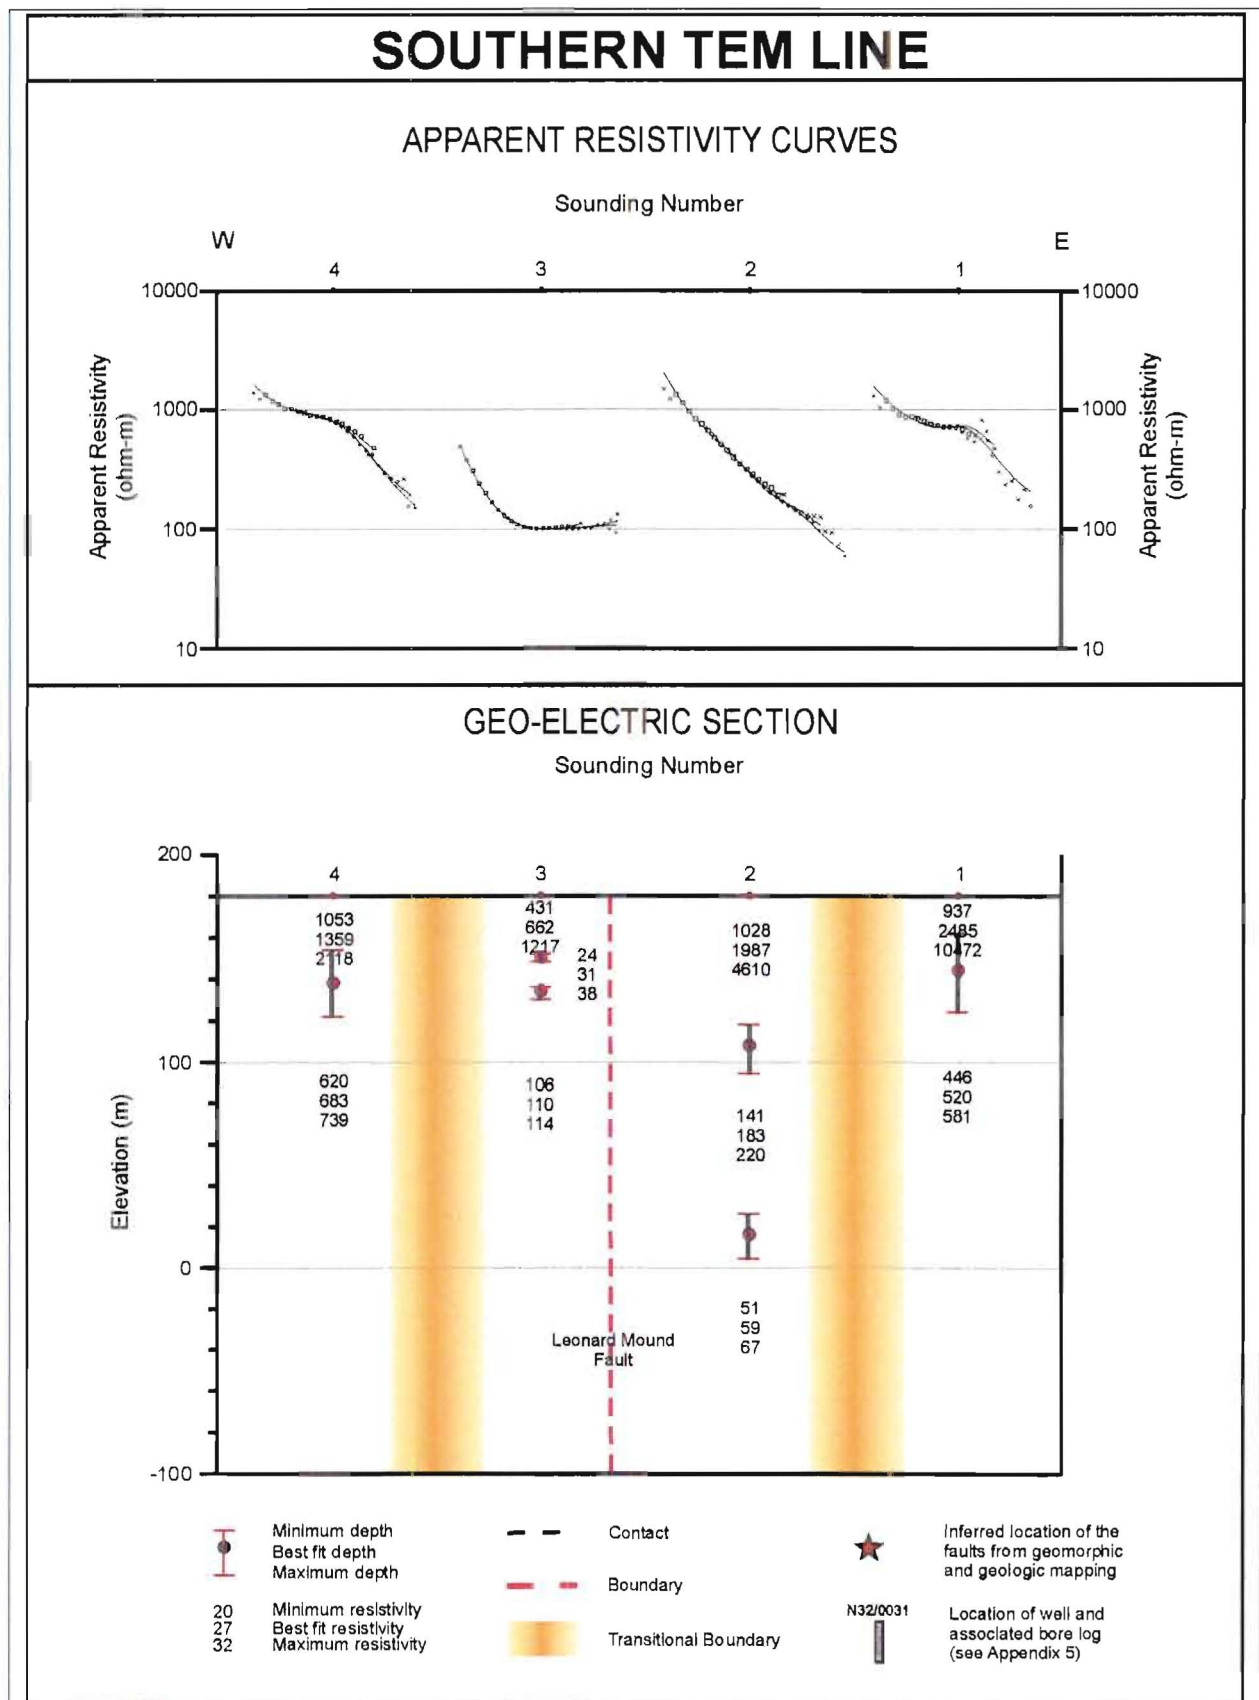 SOUTHERN TEM LINE
APPARENT RESISTIVITY CURVES
Sounding Number
W E
4 3 2 1
10000 10000
1000 1000
100 100
10 10
Apparent Resistivity
(ohm-m)
Apparent Resistivity
(ohm-m)
GEO-ELECTRIC SECTION
Sounding Number
200
100
0
-100
Elevation (m)
4 3 2 1
1053
1359
2118
620
683
739
431
662
1217
24
31
38
106
110
114
1028
1987
4610
141
183
220
51
59
67
937
2485
10472
446
520
581
Leonard Mound
Fault
Minimum depth
Best fit depth
Maximum depth
20 Minimum resistivity
27 Best fit resistivity
32 Maximum resistivity
Contact
Boundary
Transitional Boundary
Inferred location of the
faults from geomorphic
and geologic mapping
N32/0031
Location of well and
associated bore log
(see Appendix 5)